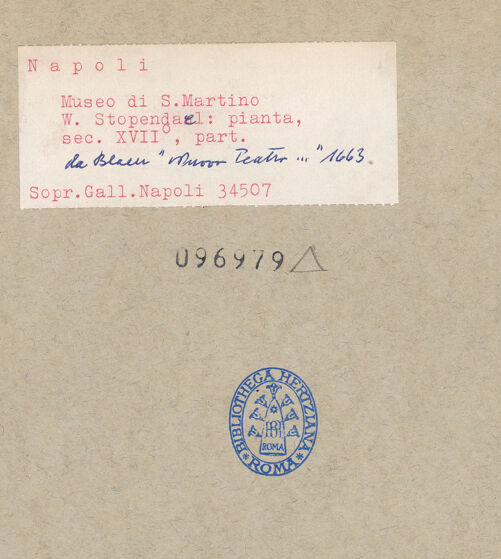 Napoli
Museo di S.Martino
W. Stopendael: pianta,
sec. XVII°, part.
da Blaeu "Nuovo Teatro ..." 1663.
Sopr.Gall.Napoli 34507
096979
BIBLIOTHECA HERTZIANA
ROMA
ROMA